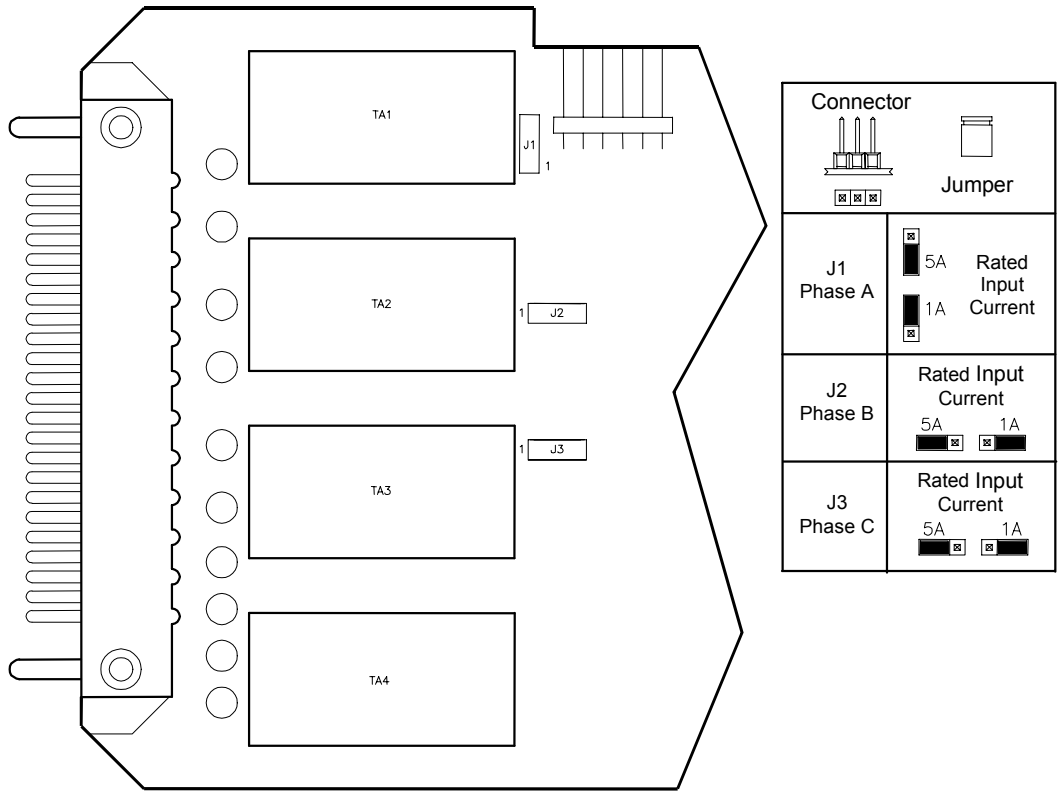 TA1
J1
1
TA2
1 J2
1 J3
TA3
TA4
Connector
Jumper
J1
Phase A
5A
1A
Rated
Input
Current
J2
Phase B
Rated Input
Current
5A 1A
J3
Phase C
Rated Input
Current
5A 1A